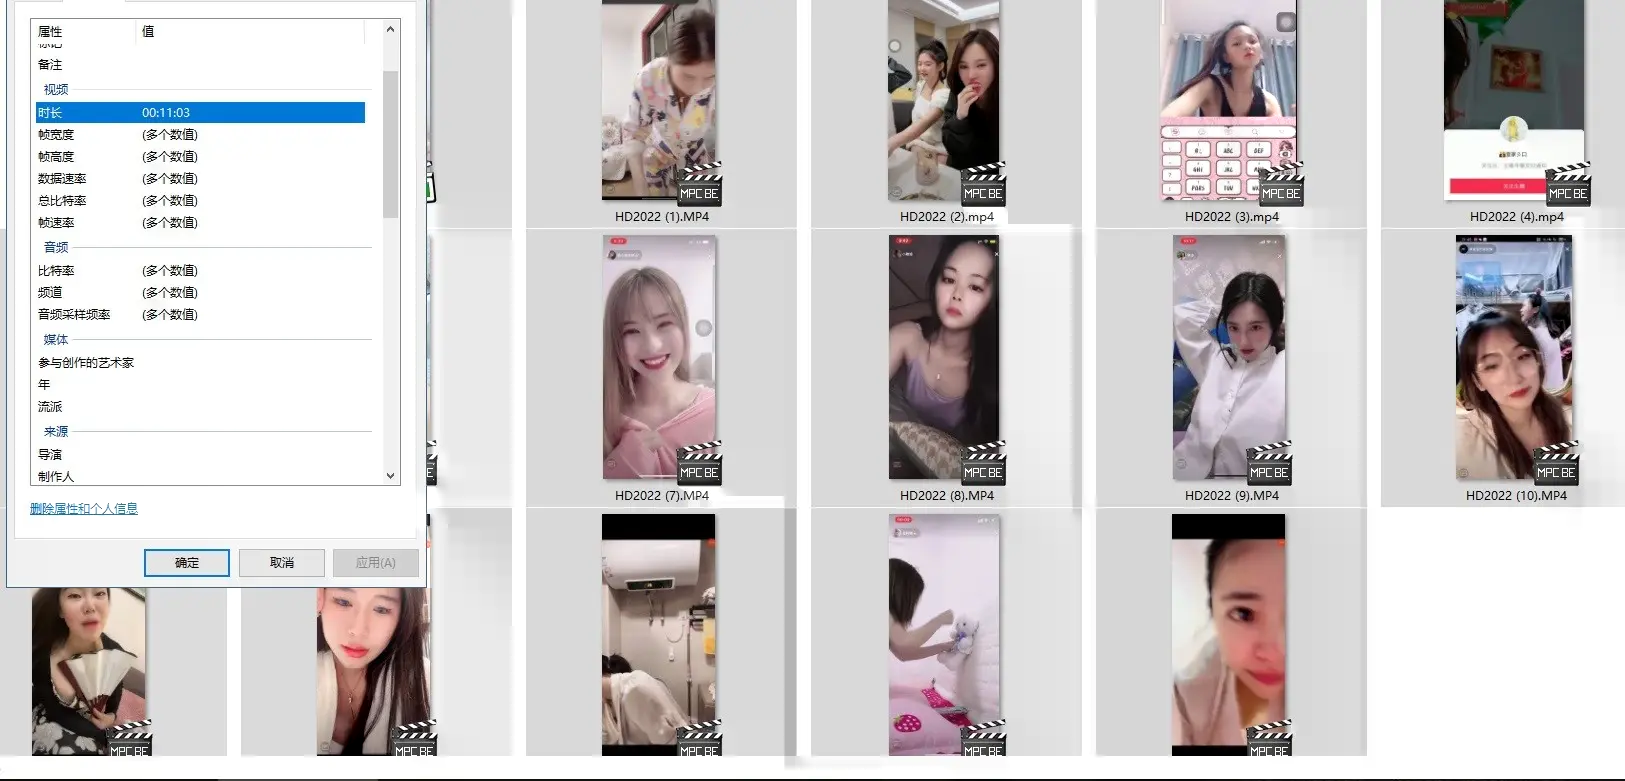 属性 值
备注
视频
时长 00:11:03
帧宽度 (多个数值)
帧高度 (多个数值)
数据速率 (多个数值)
总比特率 (多个数值)
帧速率 (多个数值)
音频
比特率 (多个数值)
频道 (多个数值)
音频采样频率 (多个数值)
媒体
参与创作的艺术家
年
流派
来源
导演
制作人
删除属性和个人信息
确定 取消 应用(A)
MPC BE MPC BE MPC BE MPC BE
HD2022 (1).MP4 HD2022 (2).mp4 HD2022 (3).mp4 HD2022 (4).mp4
MPC BE MPC BE MPC BE MPC BE
HD2022 (7).MP4 HD2022 (8).MP4 HD2022 (9).MP4 HD2022 (10).MP4
MPC BE MPC BE MPC BE MPC BE MPC BE